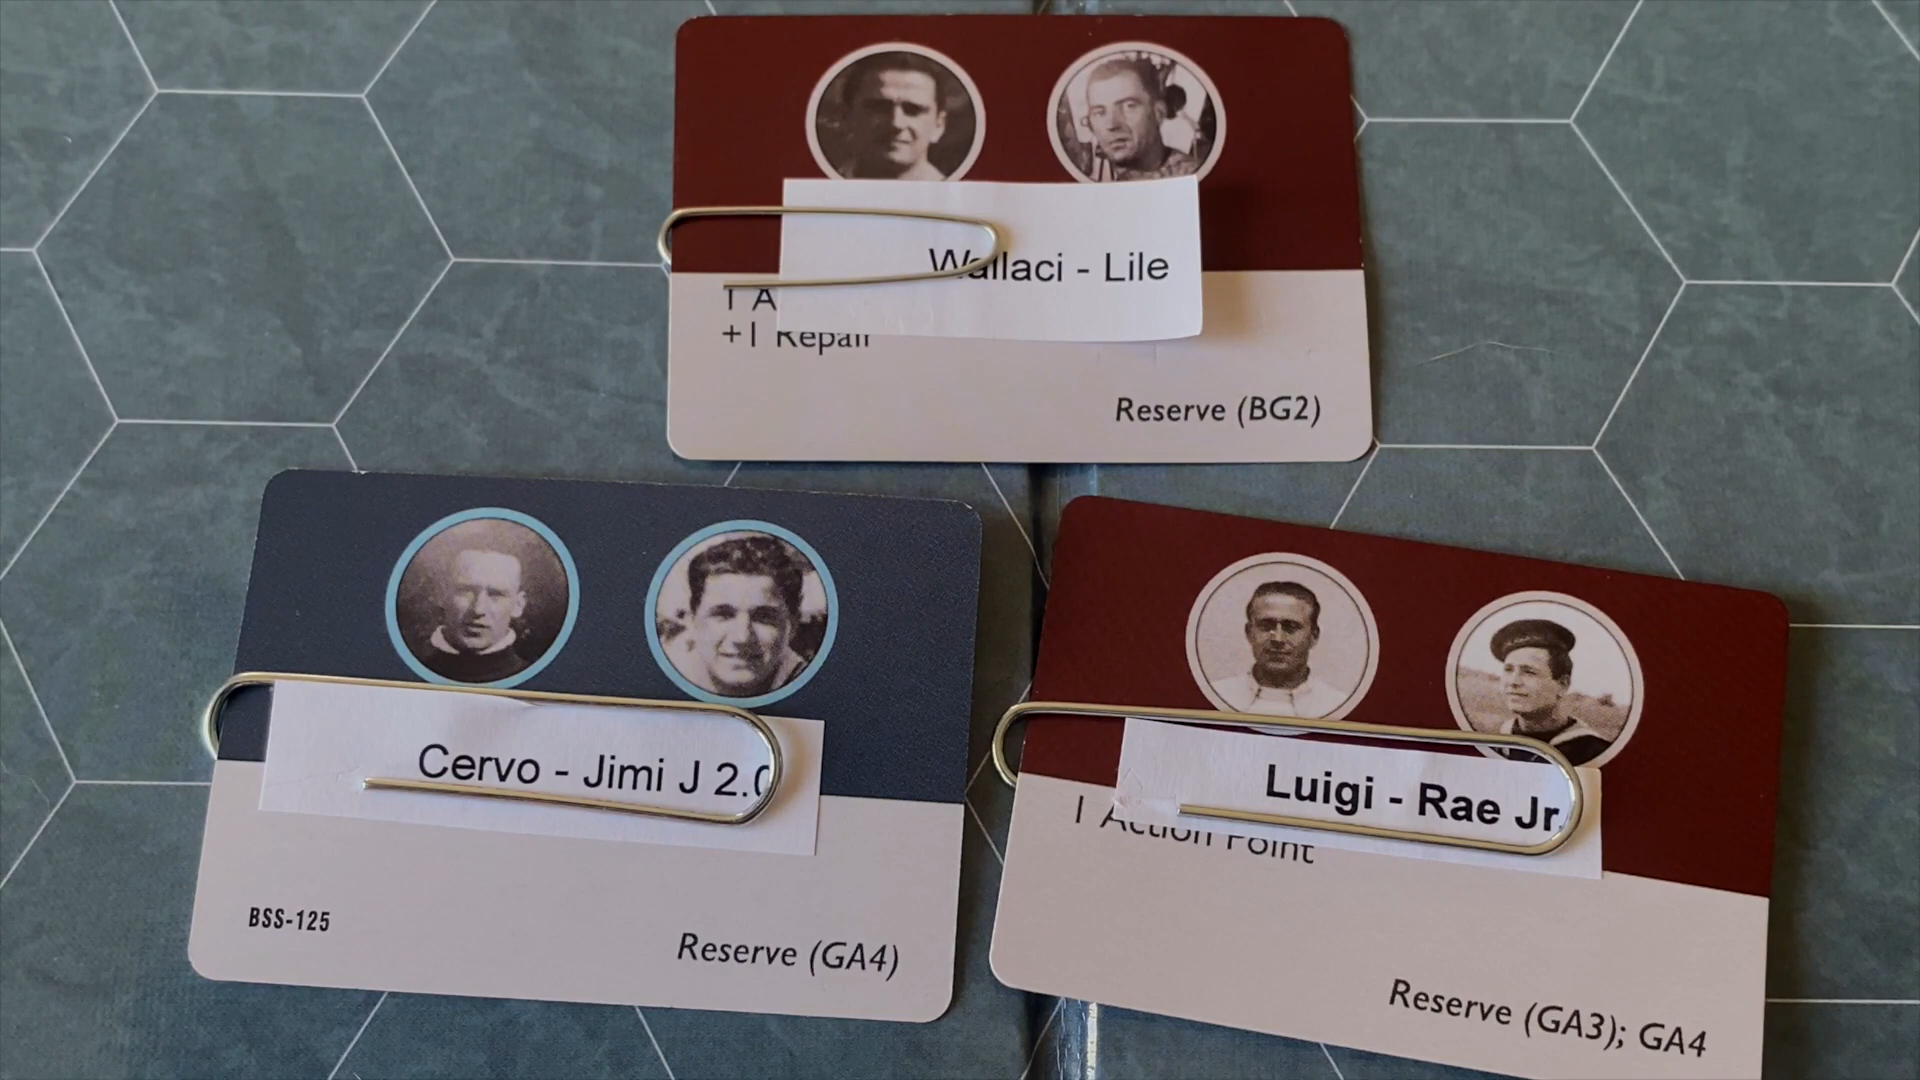 Wallaci - Lile
1 A
+1 Repair
Reserve (BG2)
Cervo - Jimi J 2.0
BSS-125
Reserve (GA4)
Luigi - Rae Jr.
1 Action Point
Reserve (GA3); GA4